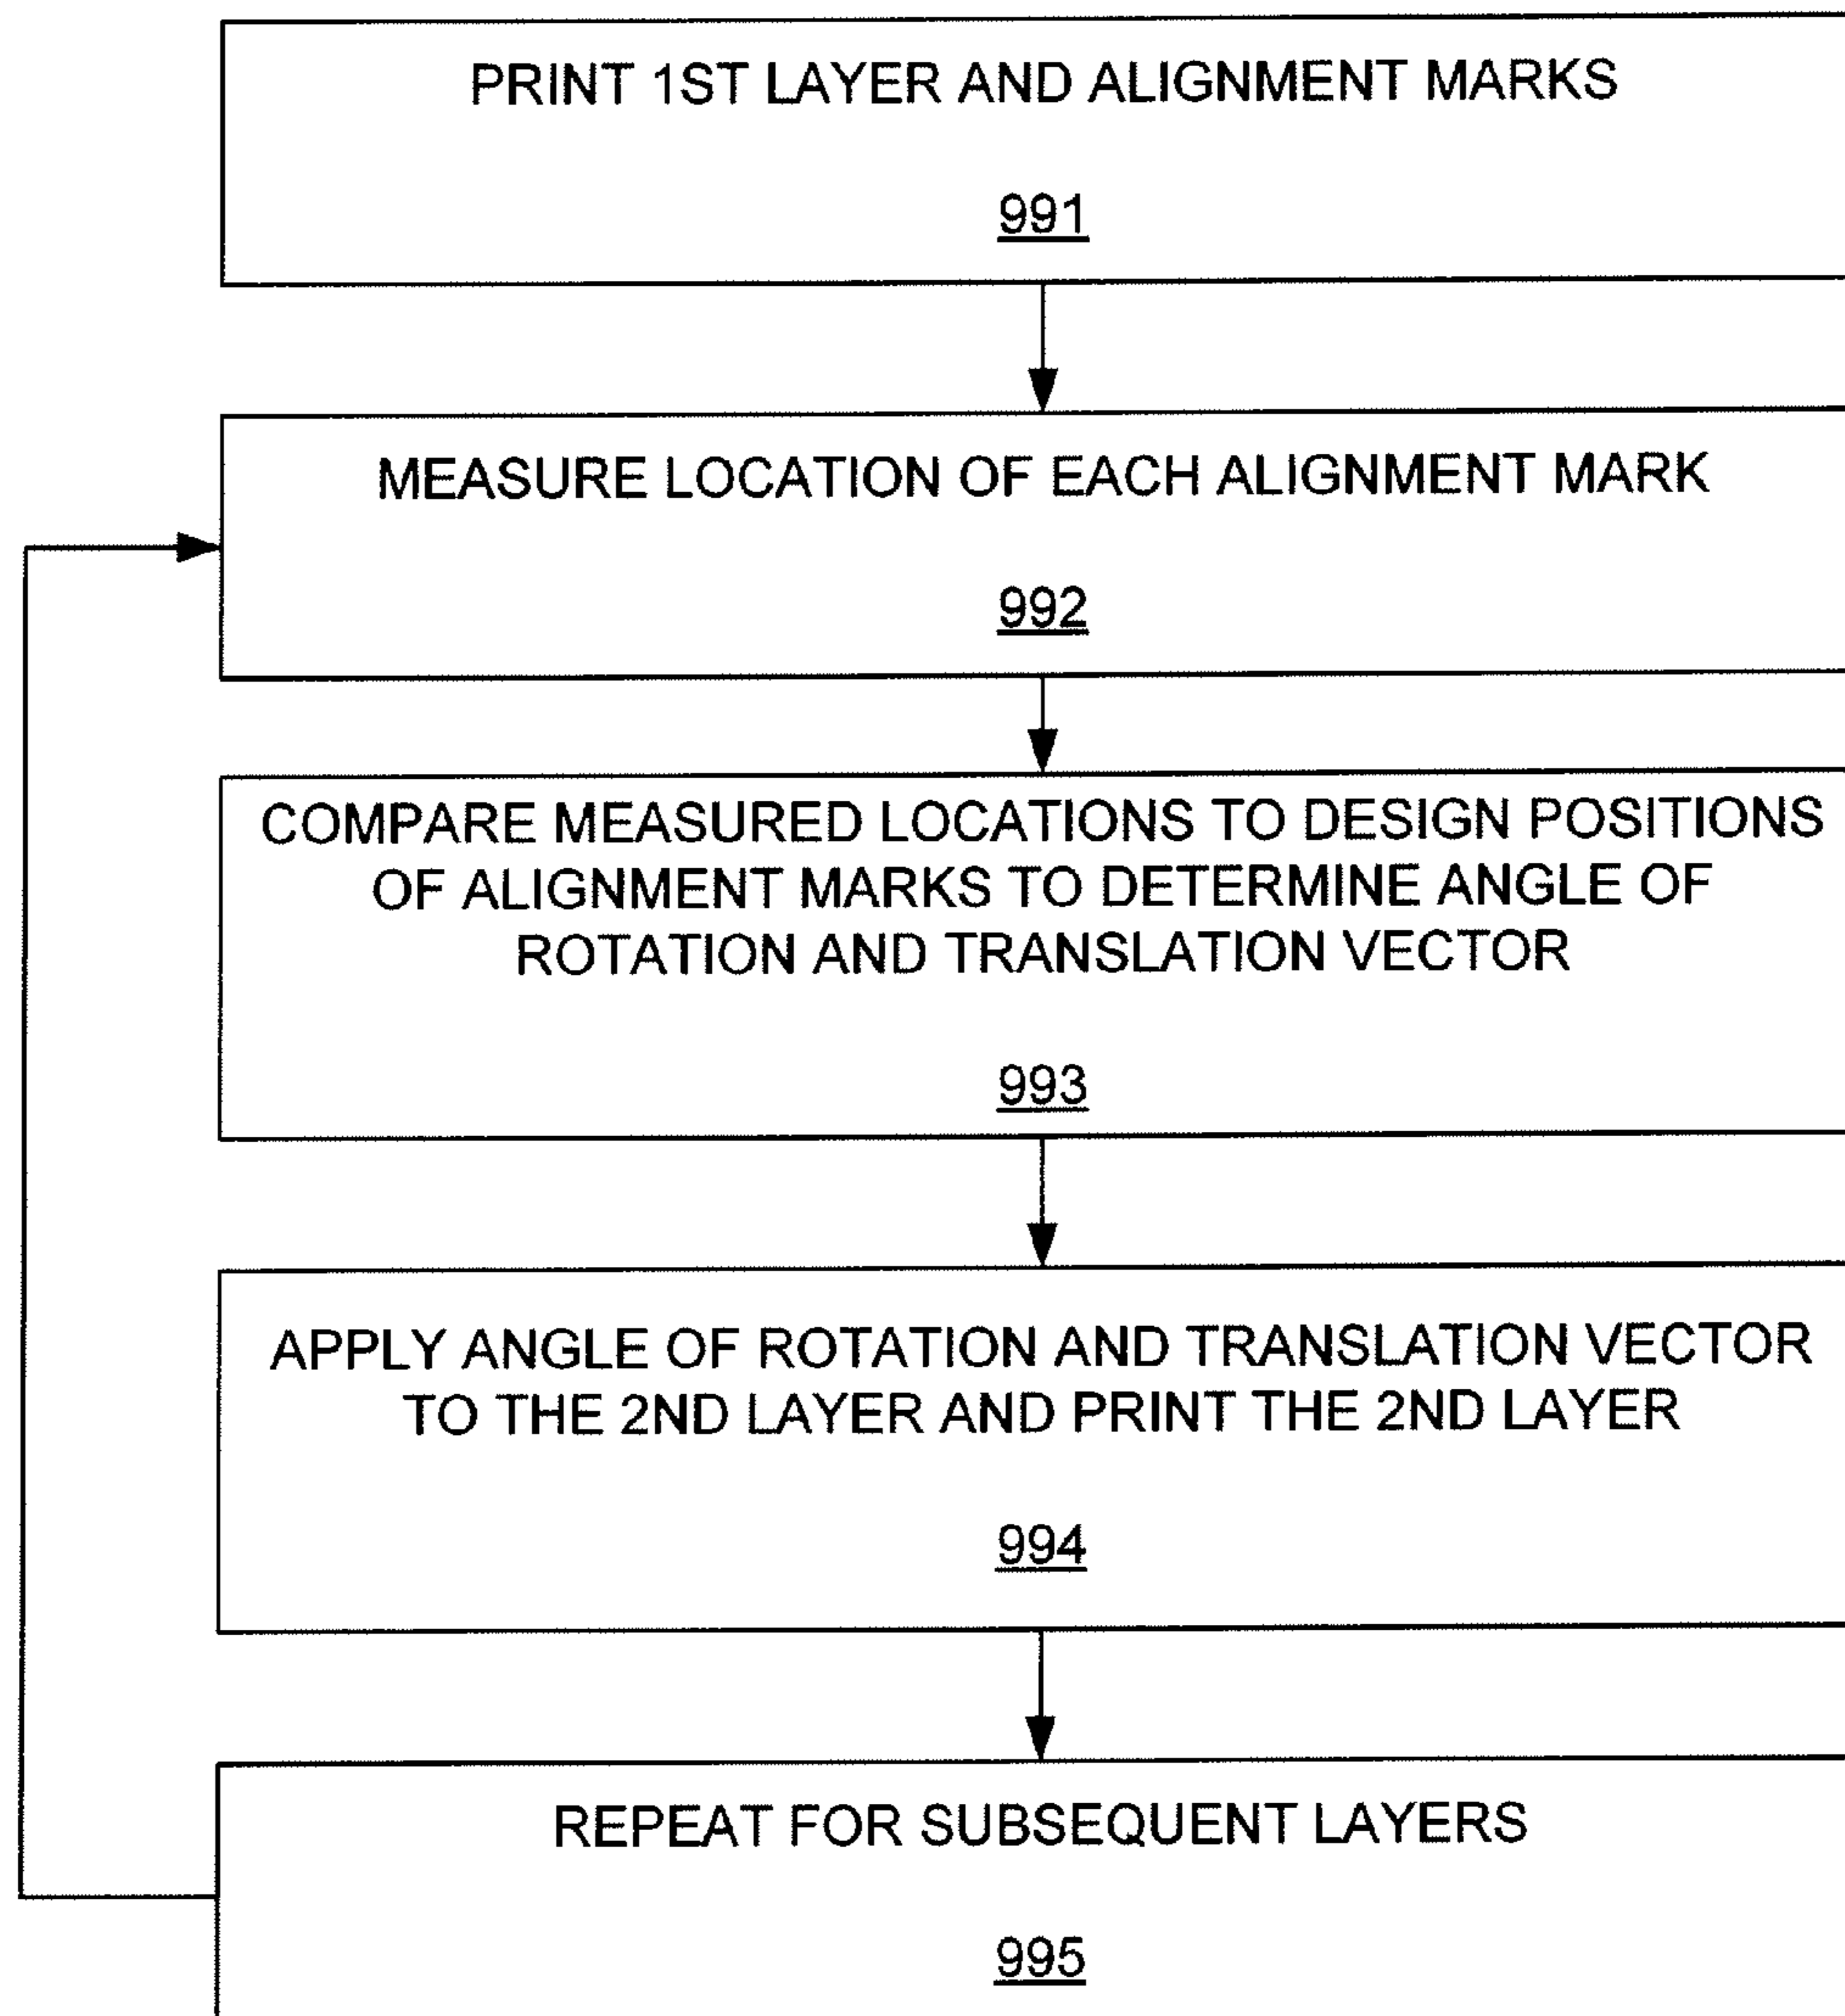 PRINT 1ST LAYER AND ALIGNMENT MARKS
991
MEASURE LOCATION OF EACH ALIGNMENT MARK
992
COMPARE MEASURED LOCATIONS TO DESIGN POSITIONS
OF ALIGNMENT MARKS TO DETERMINE ANGLE OF
ROTATION AND TRANSLATION VECTOR
993
APPLY ANGLE OF ROTATION AND TRANSLATION VECTOR
TO THE 2ND LAYER AND PRINT THE 2ND LAYER
994
REPEAT FOR SUBSEQUENT LAYERS
995